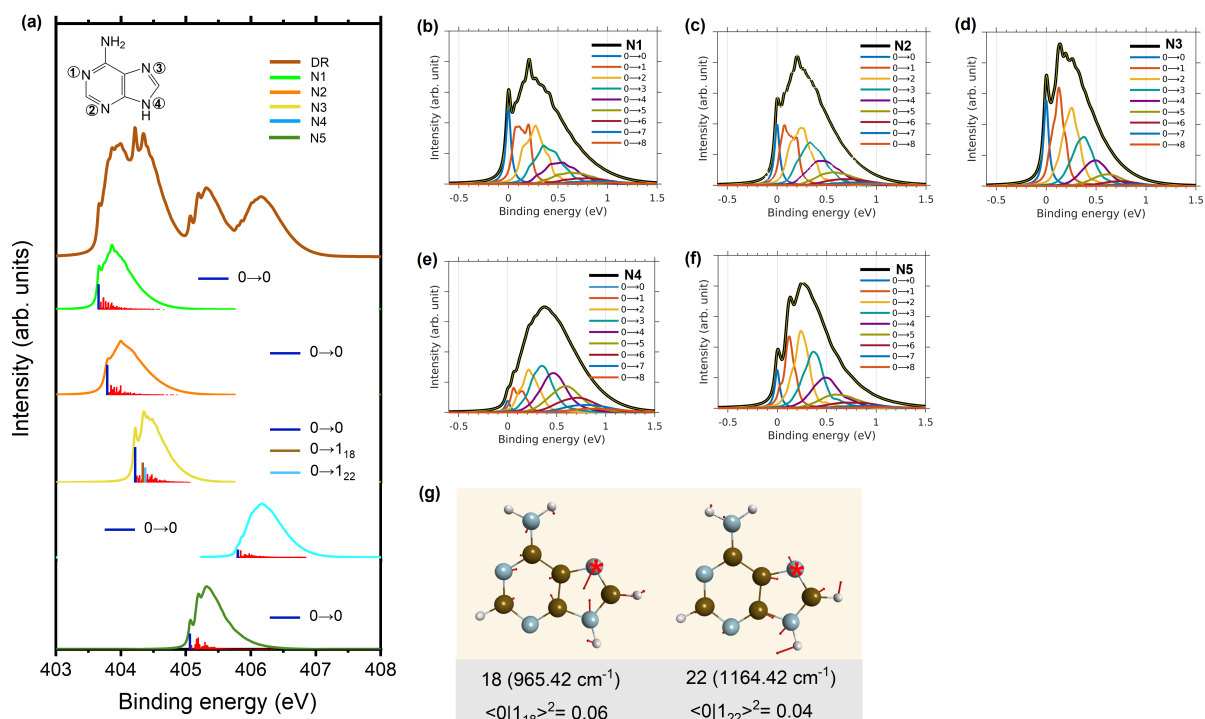 (a)
NH₂
①N
N③
②N
N④
H
DR
N1
N2
N3
N4
N5
0→0
0→0
0→0
0→1₁₈
0→1₂₂
0→0
0→0
Intensity (arb. units)
403 404 405 406 407 408
Binding energy (eV)
(b)
N1
0→0
0→1
0→2
0→3
0→4
0→5
0→6
0→7
0→8
Intensity (arb. unit)
-0.5 0 0.5 1 1.5
Binding energy (eV)
(c)
N2
0→0
0→1
0→2
0→3
0→4
0→5
0→6
0→7
0→8
Intensity (arb. unit)
-0.5 0 0.5 1 1.5
Binding energy (eV)
(d)
N3
0→0
0→1
0→2
0→3
0→4
0→5
0→6
0→7
0→8
Intensity (arb. unit)
-0.5 0 0.5 1 1.5
Binding energy (eV)
(e)
N4
0→0
0→1
0→2
0→3
0→4
0→5
0→6
0→7
0→8
Intensity (arb. unit)
-0.5 0 0.5 1 1.5
Binding energy (eV)
(f)
N5
0→0
0→1
0→2
0→3
0→4
0→5
0→6
0→7
0→8
Intensity (arb. unit)
-0.5 0 0.5 1 1.5
Binding energy (eV)
(g)
18 (965.42 cm⁻¹)
<0|1₁₈>²= 0.06
22 (1164.42 cm⁻¹)
<0|1₂₂>²= 0.04